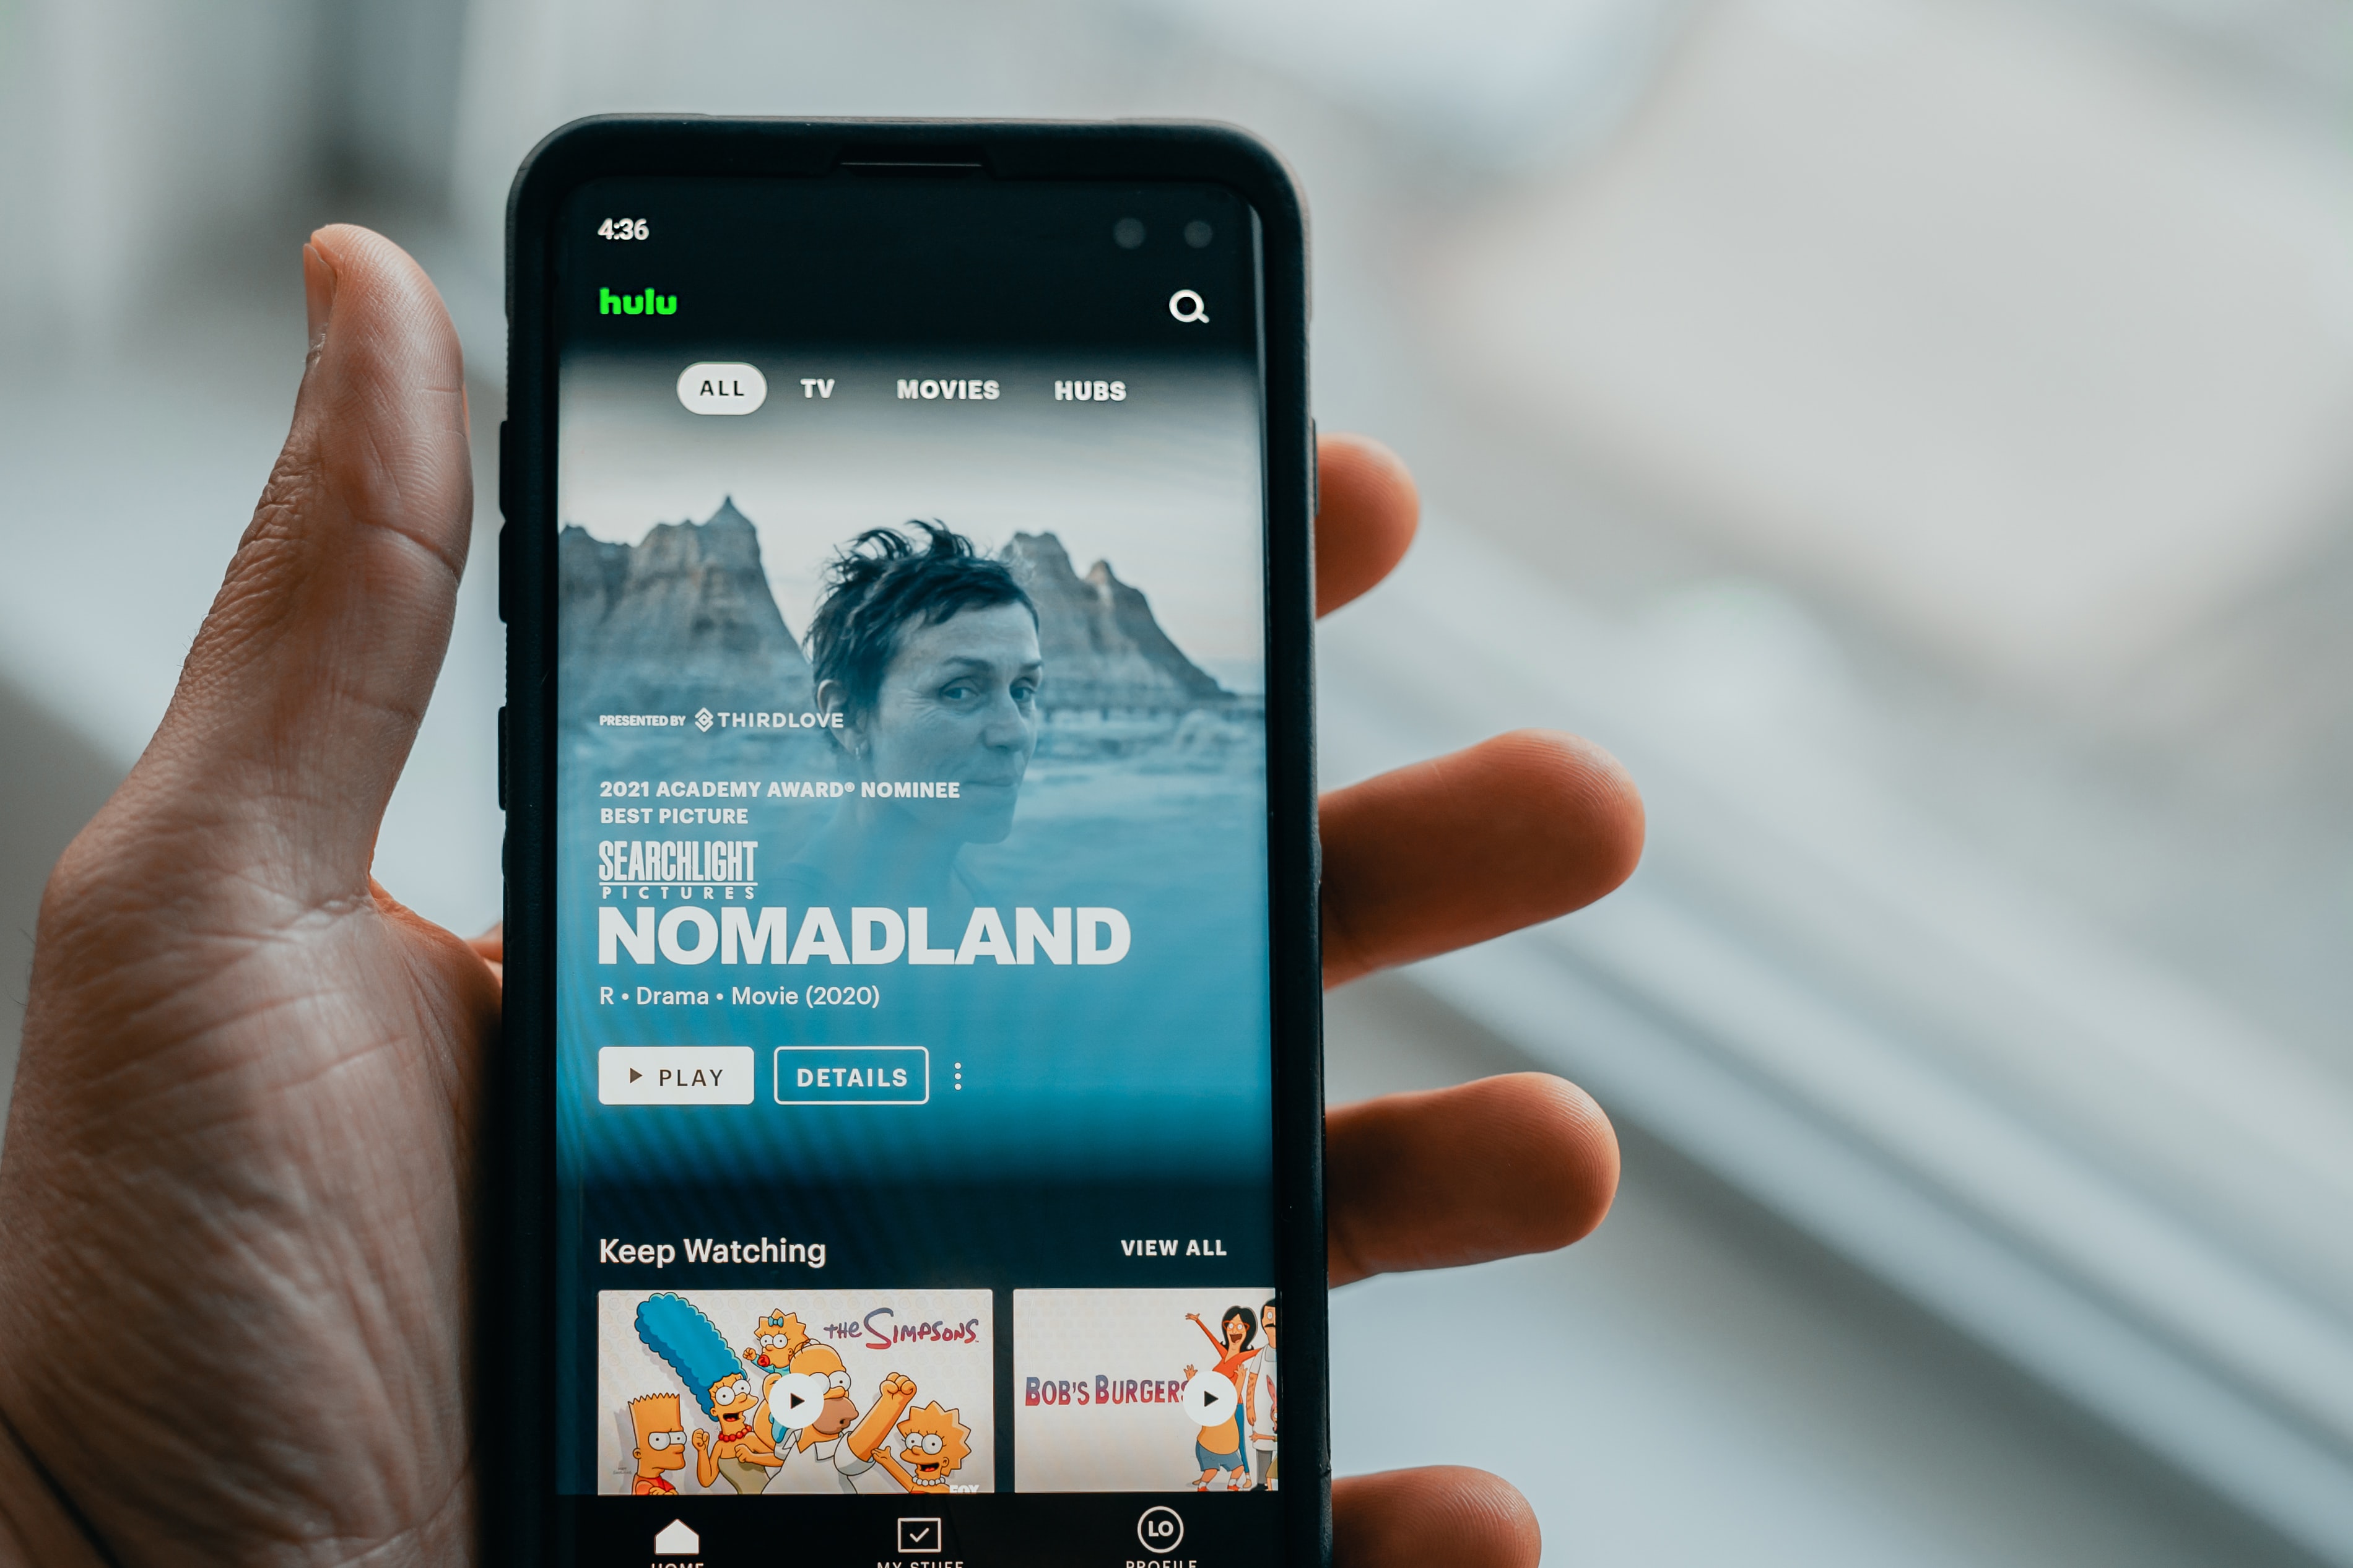 4:36
hulu
ALL TV MOVIES HUBS
PRESENTED BY THIRDLOVE
2021 ACADEMY AWARD® NOMINEE
BEST PICTURE
SEARCHLIGHT
PICTURES
NOMADLAND
R • Drama • Movie (2020)
PLAY DETAILS
Keep Watching VIEW ALL
THE SIMPSONS
BOB'S BURGERS
FOX
LO
HOME MY STUFF PROFILE